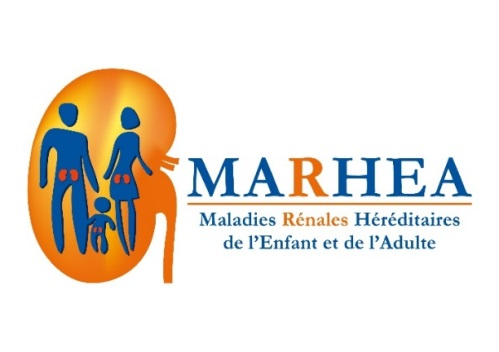 MARHEA
Maladies Rénales Héréditaires
de l'Enfant et de l'Adulte